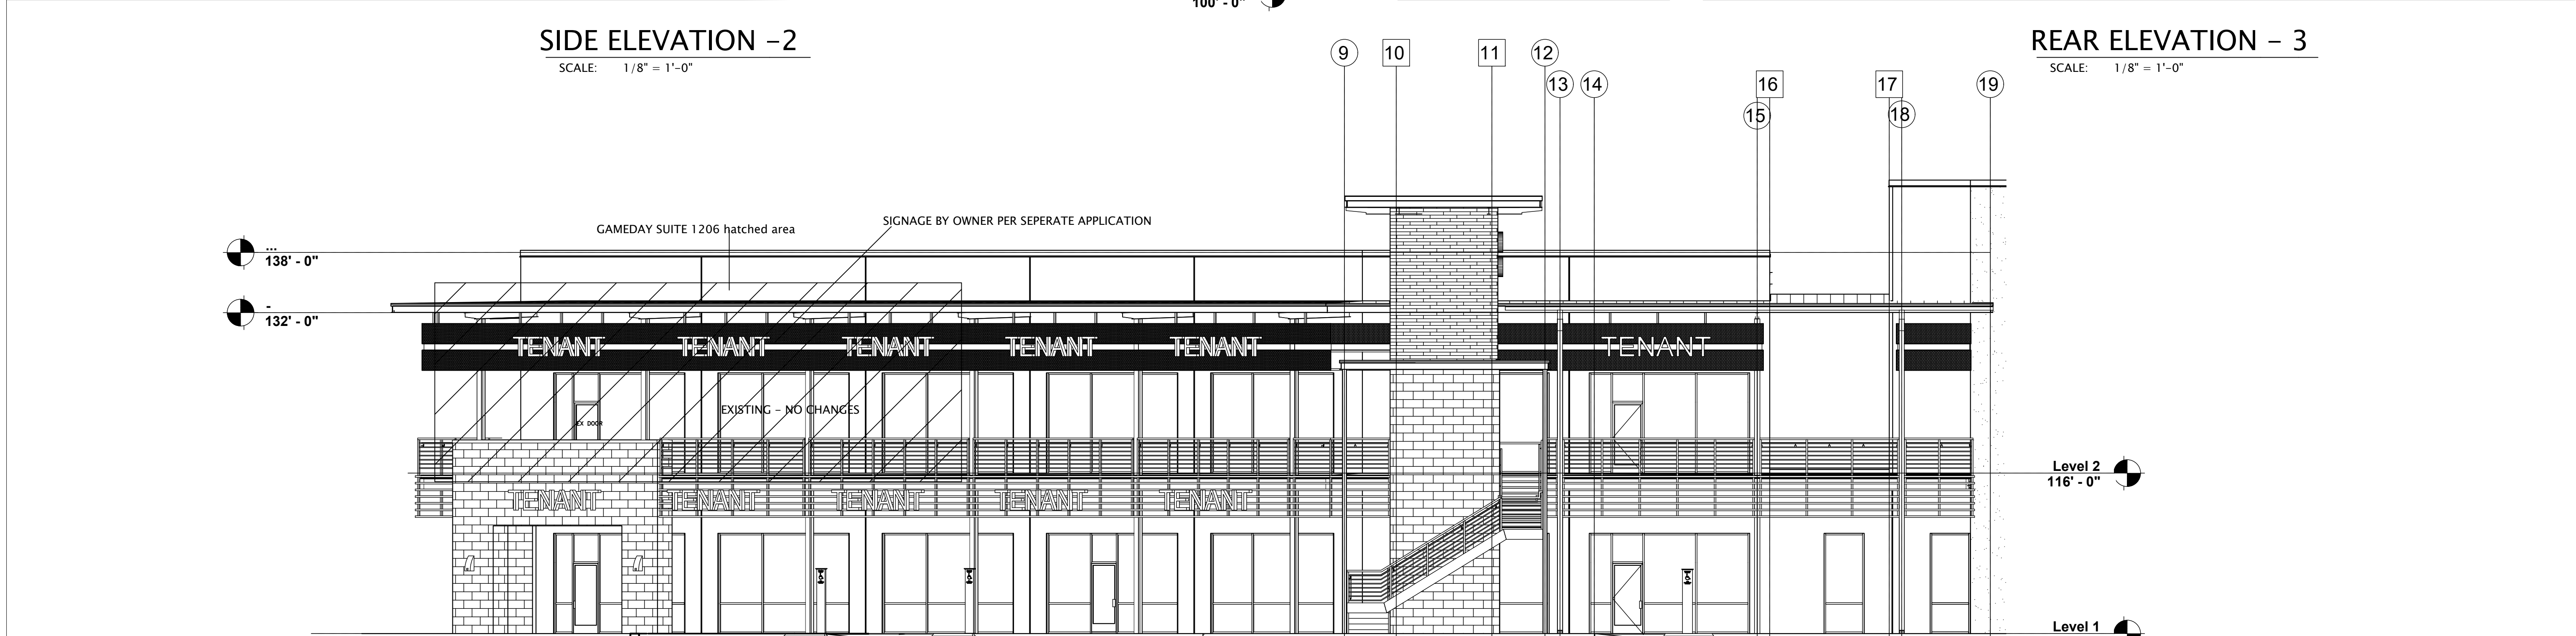 100' - 0"
SIDE ELEVATION -2
SCALE: 1/8" = 1'-0"
REAR ELEVATION - 3
SCALE: 1/8" = 1'-0"
9 10 11 12
13 14 16 17 19
15 18
GAMEDAY SUITE 1206 hatched area
SIGNAGE BY OWNER PER SEPERATE APPLICATION
...
138' - 0"
-
132' - 0"
TENANT TENANT TENANT TENANT TENANT TENANT
EXISTING - NO CHANGES
EX DOOR
Level 2
116' - 0"
TENANT TENANT TENANT TENANT TENANT
Level 1